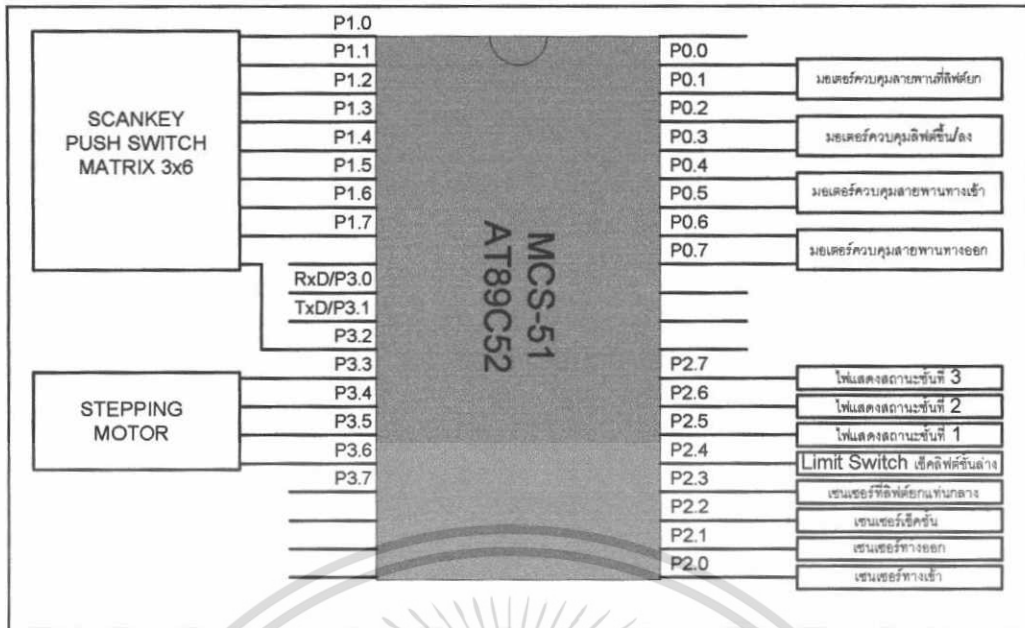 SCANKEY
PUSH SWITCH
MATRIX 3x6
STEPPING
MOTOR
P1.0
P1.1
P1.2
P1.3
P1.4
P1.5
P1.6
P1.7
RxD/P3.0
TxD/P3.1
P3.2
P3.3
P3.4
P3.5
P3.6
P3.7
MCS-51
AT89C52
P0.0
P0.1
P0.2
P0.3
P0.4
P0.5
P0.6
P0.7
P2.7
P2.6
P2.5
P2.4
P2.3
P2.2
P2.1
P2.0
มอเตอร์ควบคุมสายพานที่ลิฟต์ยก
มอเตอร์ควบคุมลิฟต์ขึ้น/ลง
มอเตอร์ควบคุมสายพานทางเข้า
มอเตอร์ควบคุมสายพานทางออก
ไฟแสดงสถานะชั้นที่ 3
ไฟแสดงสถานะชั้นที่ 2
ไฟแสดงสถานะชั้นที่ 1
Limit Switch เช็คลิฟต์ชั้นล่าง
เซนเซอร์ที่ลิฟต์ยกแท่นกลาง
เซนเซอร์เช็คชั้น
เซนเซอร์ทางออก
เซนเซอร์ทางเข้า